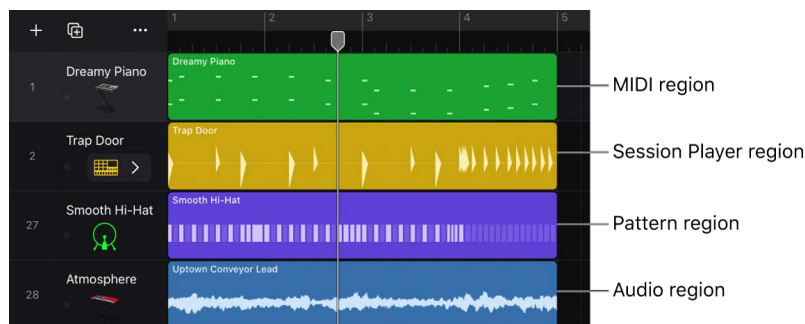 1 2 3 4 5
Dreamy Piano
1
Dreamy Piano
MIDI region
Trap Door
2
Trap Door
Session Player region
Smooth Hi-Hat
27
Smooth Hi-Hat
Pattern region
Uptown Conveyor Lead
28
Atmosphere
Audio region